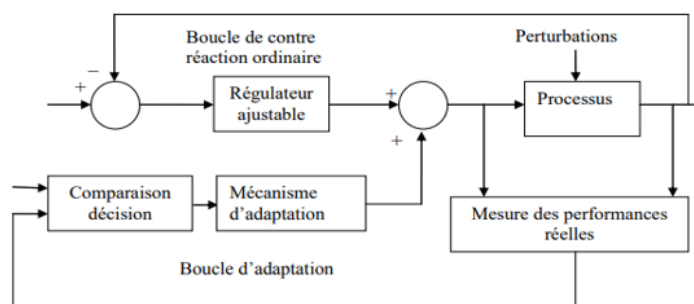 Boucle de contre
réaction ordinaire
Perturbations
−
+
Régulateur
ajustable
+
+
Processus
Comparaison
décision
Mécanisme
d'adaptation
Mesure des performances
réelles
Boucle d'adaptation